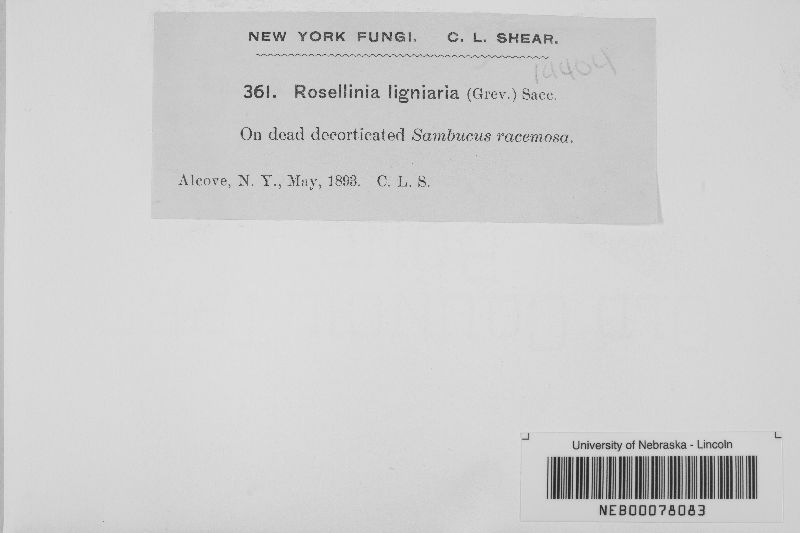 NEW YORK FUNGI. C. L. SHEAR.
19404
361. Rosellinia ligniaria (Grev.) Sacc.
On dead decorticated Sambucus racemosa.
Alcove, N. Y., May, 1893. C. L. S.
University of Nebraska - Lincoln
NEB00078083